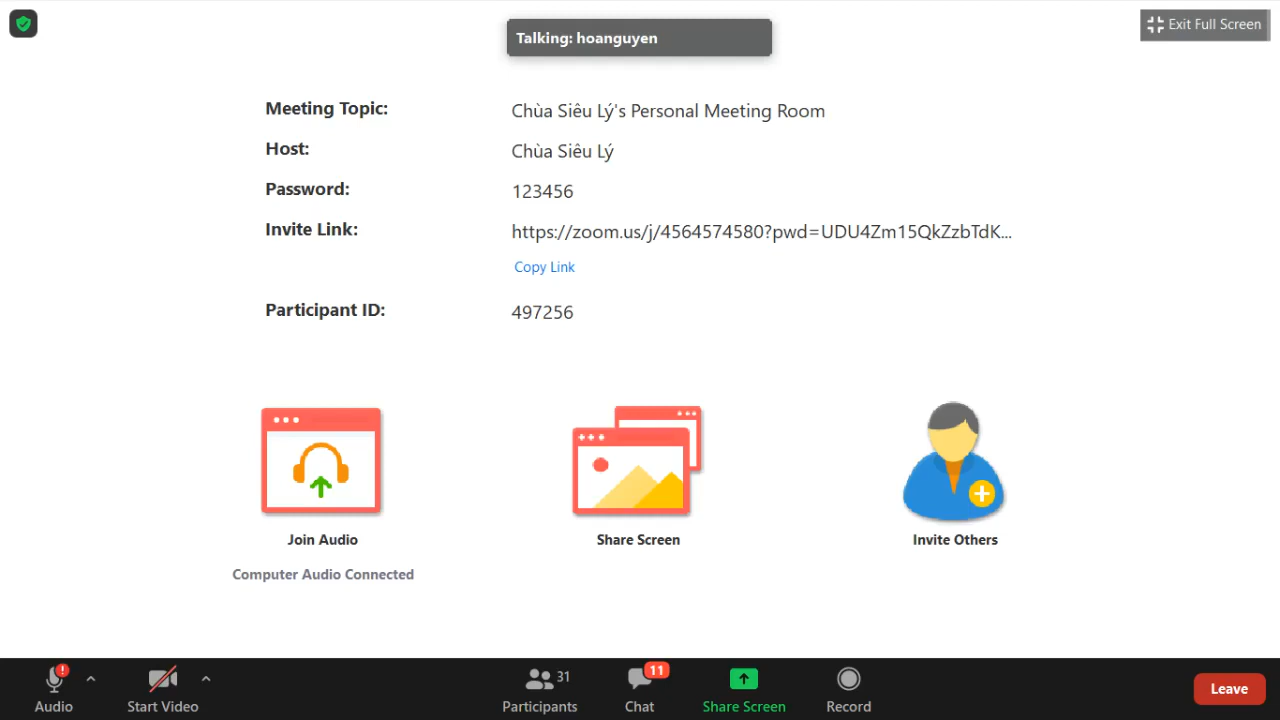 Talking: hoanguyen
Exit Full Screen
Meeting Topic: Chùa Siêu Lý's Personal Meeting Room
Host: Chùa Siêu Lý
Password: 123456
Invite Link: https://zoom.us/j/4564574580?pwd=UDU4Zm15QkZzbTdK...
Copy Link
Participant ID: 497256
Join Audio
Share Screen
Invite Others
Computer Audio Connected
31
11
Audio
Start Video
Participants
Chat
Share Screen
Record
Leave